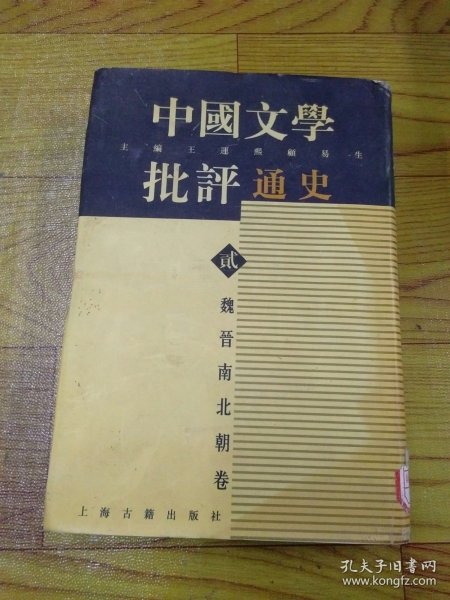 中國文學
主編王運熙顧易生
批評通史
貳
魏晉南北朝卷
上海古籍出版社
孔夫子旧书网
www.kongfz.com